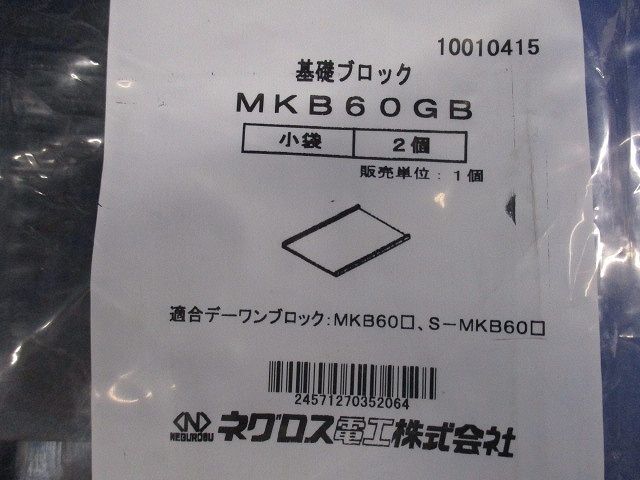 10010415
基礎ブロック
MKB60GB
小袋 2個
販売単位：1個
適合デーワンブロック：MKB60□、S－MKB60□
24571270352064
NEGUROSU ネグロス電工株式会社